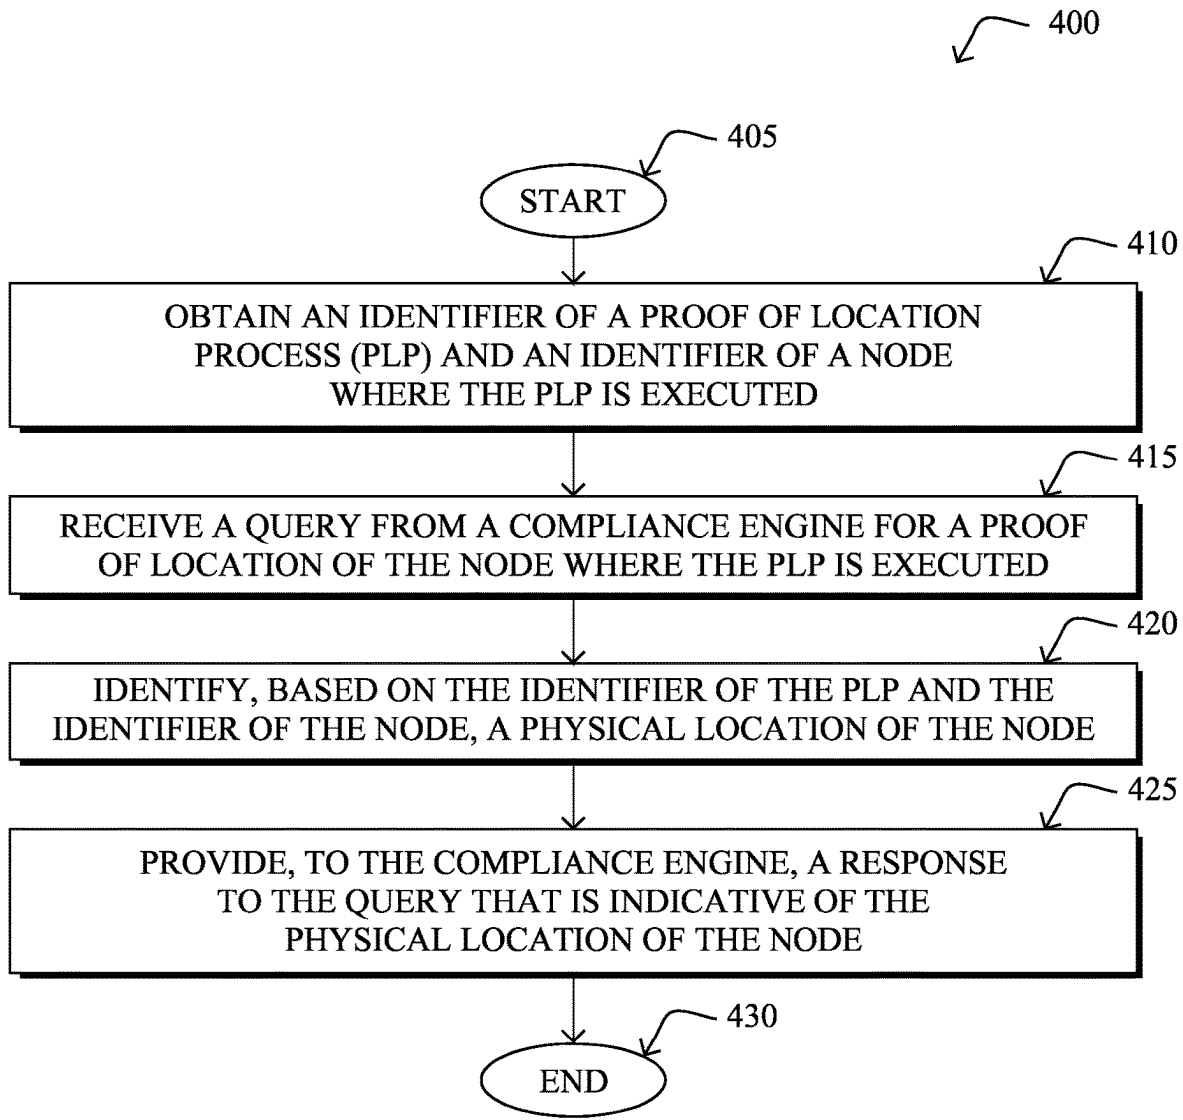 400
405
START
410
OBTAIN AN IDENTIFIER OF A PROOF OF LOCATION
PROCESS (PLP) AND AN IDENTIFIER OF A NODE
WHERE THE PLP IS EXECUTED
415
RECEIVE A QUERY FROM A COMPLIANCE ENGINE FOR A PROOF
OF LOCATION OF THE NODE WHERE THE PLP IS EXECUTED
420
IDENTIFY, BASED ON THE IDENTIFIER OF THE PLP AND THE
IDENTIFIER OF THE NODE, A PHYSICAL LOCATION OF THE NODE
425
PROVIDE, TO THE COMPLIANCE ENGINE, A RESPONSE
TO THE QUERY THAT IS INDICATIVE OF THE
PHYSICAL LOCATION OF THE NODE
430
END